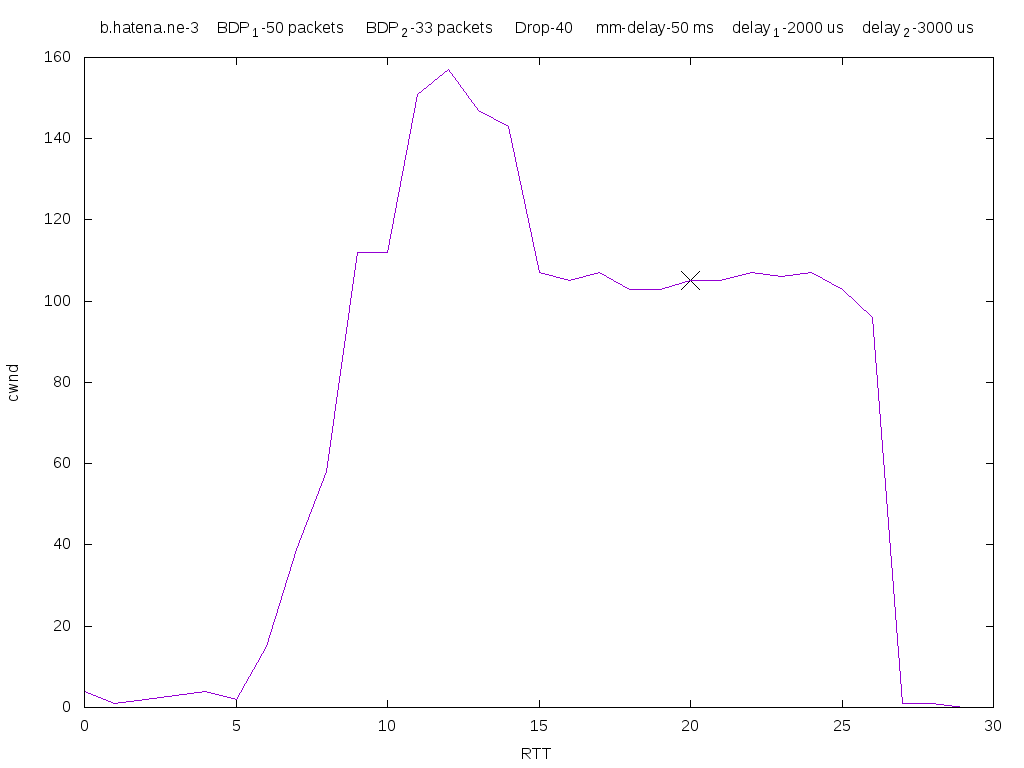 b.hatena.ne-3 BDP1-50 packets BDP2-33 packets Drop-40 mm-delay-50 ms delay1-2000 us delay2-3000 us
160
140
120
100
80
60
40
20
0
cwnd
0 5 10 15 20 25 30
RTT